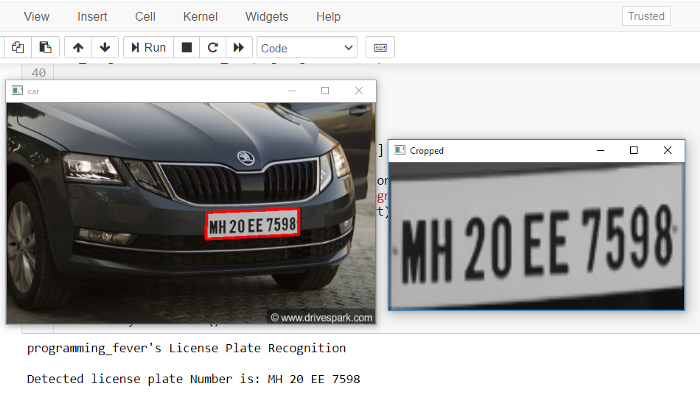 View Insert Cell Kernel Widgets Help Trusted
Run Code
40
car
MH 20 EE 7598
© www.drivespark.com
Cropped
MH 20 EE 7598
programming_fever's License Plate Recognition
Detected license plate Number is: MH 20 EE 7598